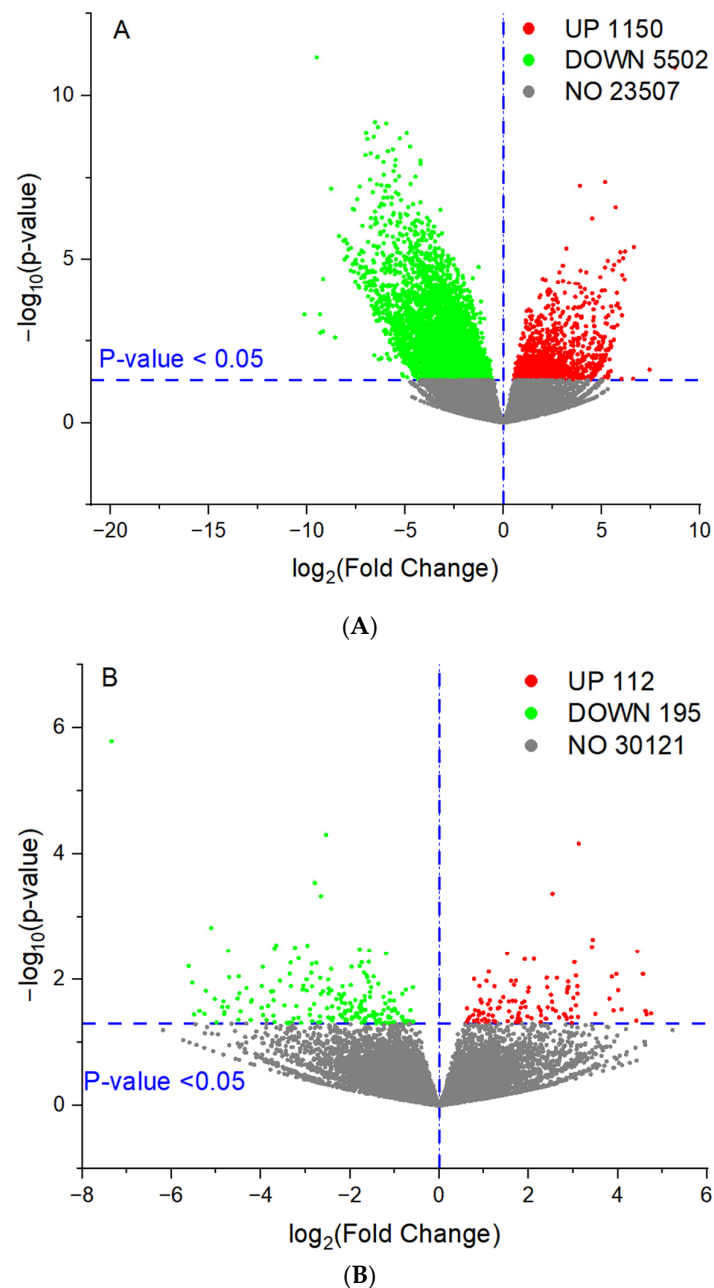 A
UP 1150
DOWN 5502
NO 23507
10
5
0
P-value < 0.05
−log₁₀(p-value)
−20 −15 −10 −5 0 5 10
log₂(Fold Change)
(A)
B
UP 112
DOWN 195
NO 30121
6
4
2
0
P-value <0.05
−log₁₀(p-value)
−8 −6 −4 −2 0 2 4 6
log₂(Fold Change)
(B)